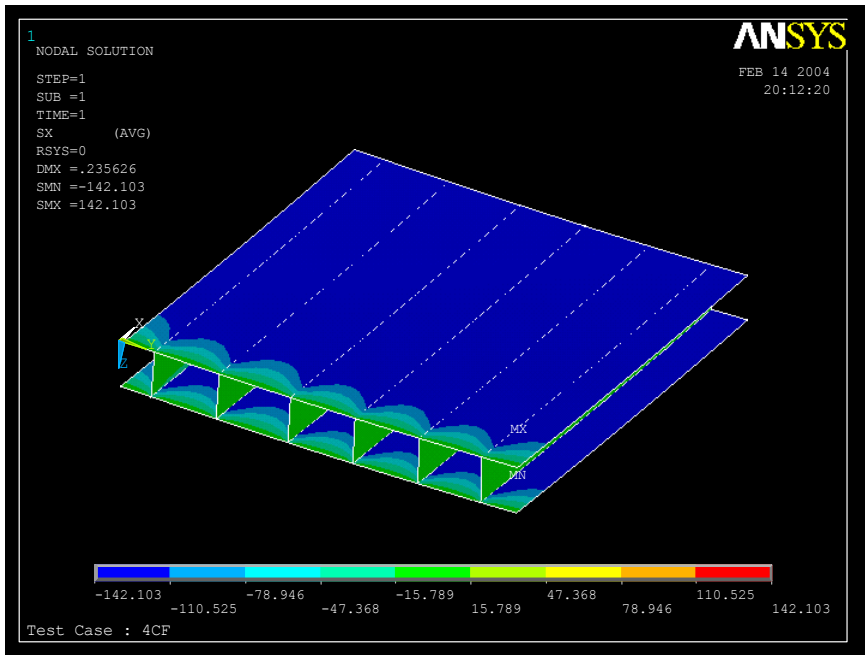 1
NODAL SOLUTION
ANSYS
FEB 14 2004
20:12:20
STEP=1
SUB =1
TIME=1
SX (AVG)
RSYS=0
DMX =.235626
SMN =-142.103
SMX =142.103
X
Y
Z
MX
MN
-142.103 -78.946 -15.789 47.368 110.525
-110.525 -47.368 15.789 78.946 142.103
Test Case : 4CF